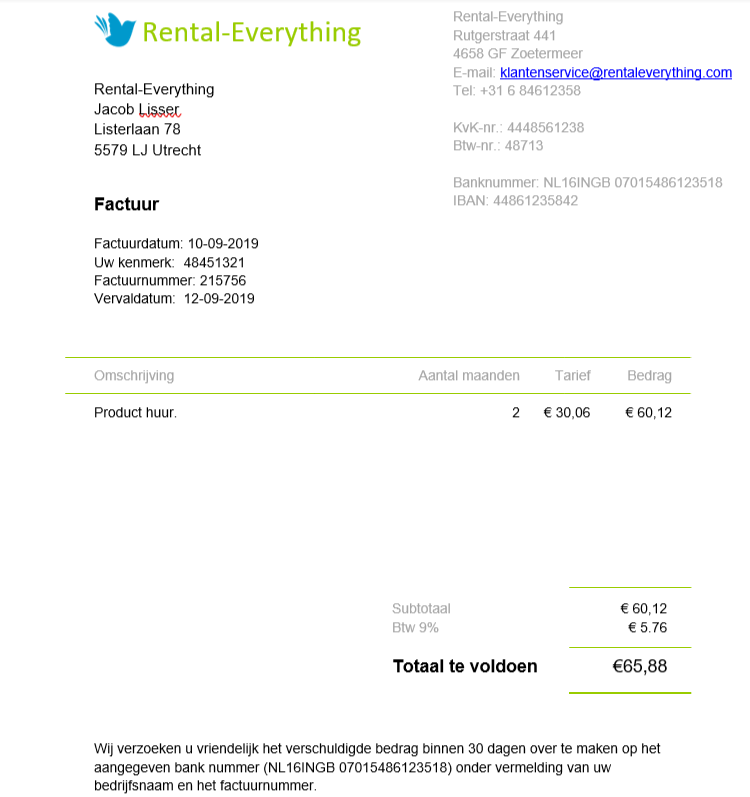 Rental-Everything
Rental-Everything
Rutgerstraat 441
4658 GF Zoetermeer
E-mail: klantenservice@rentaleverything.com
Tel: +31 6 84612358
KvK-nr.: 4448561238
Btw-nr.: 48713
Banknummer: NL16INGB 07015486123518
IBAN: 44861235842
Rental-Everything
Jacob Lisser
Listerlaan 78
5579 LJ Utrecht
Factuur
Factuurdatum: 10-09-2019
Uw kenmerk: 48451321
Factuurnummer: 215756
Vervaldatum: 12-09-2019
Omschrijving Aantal maanden Tarief Bedrag
Product huur. 2 € 30,06 € 60,12
Subtotaal € 60,12
Btw 9% € 5.76
Totaal te voldoen €65,88
Wij verzoeken u vriendelijk het verschuldigde bedrag binnen 30 dagen over te maken op het
aangegeven bank nummer (NL16INGB 07015486123518) onder vermelding van uw
bedrijfsnaam en het factuurnummer.